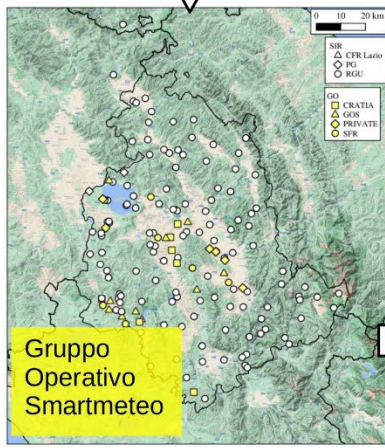 0 10 20 km
SIR
CFR Lazio
PG
RGU
GO
CRATIA
GOS
PRIVATE
SFR
Gruppo
Operativo
Smartmeteo